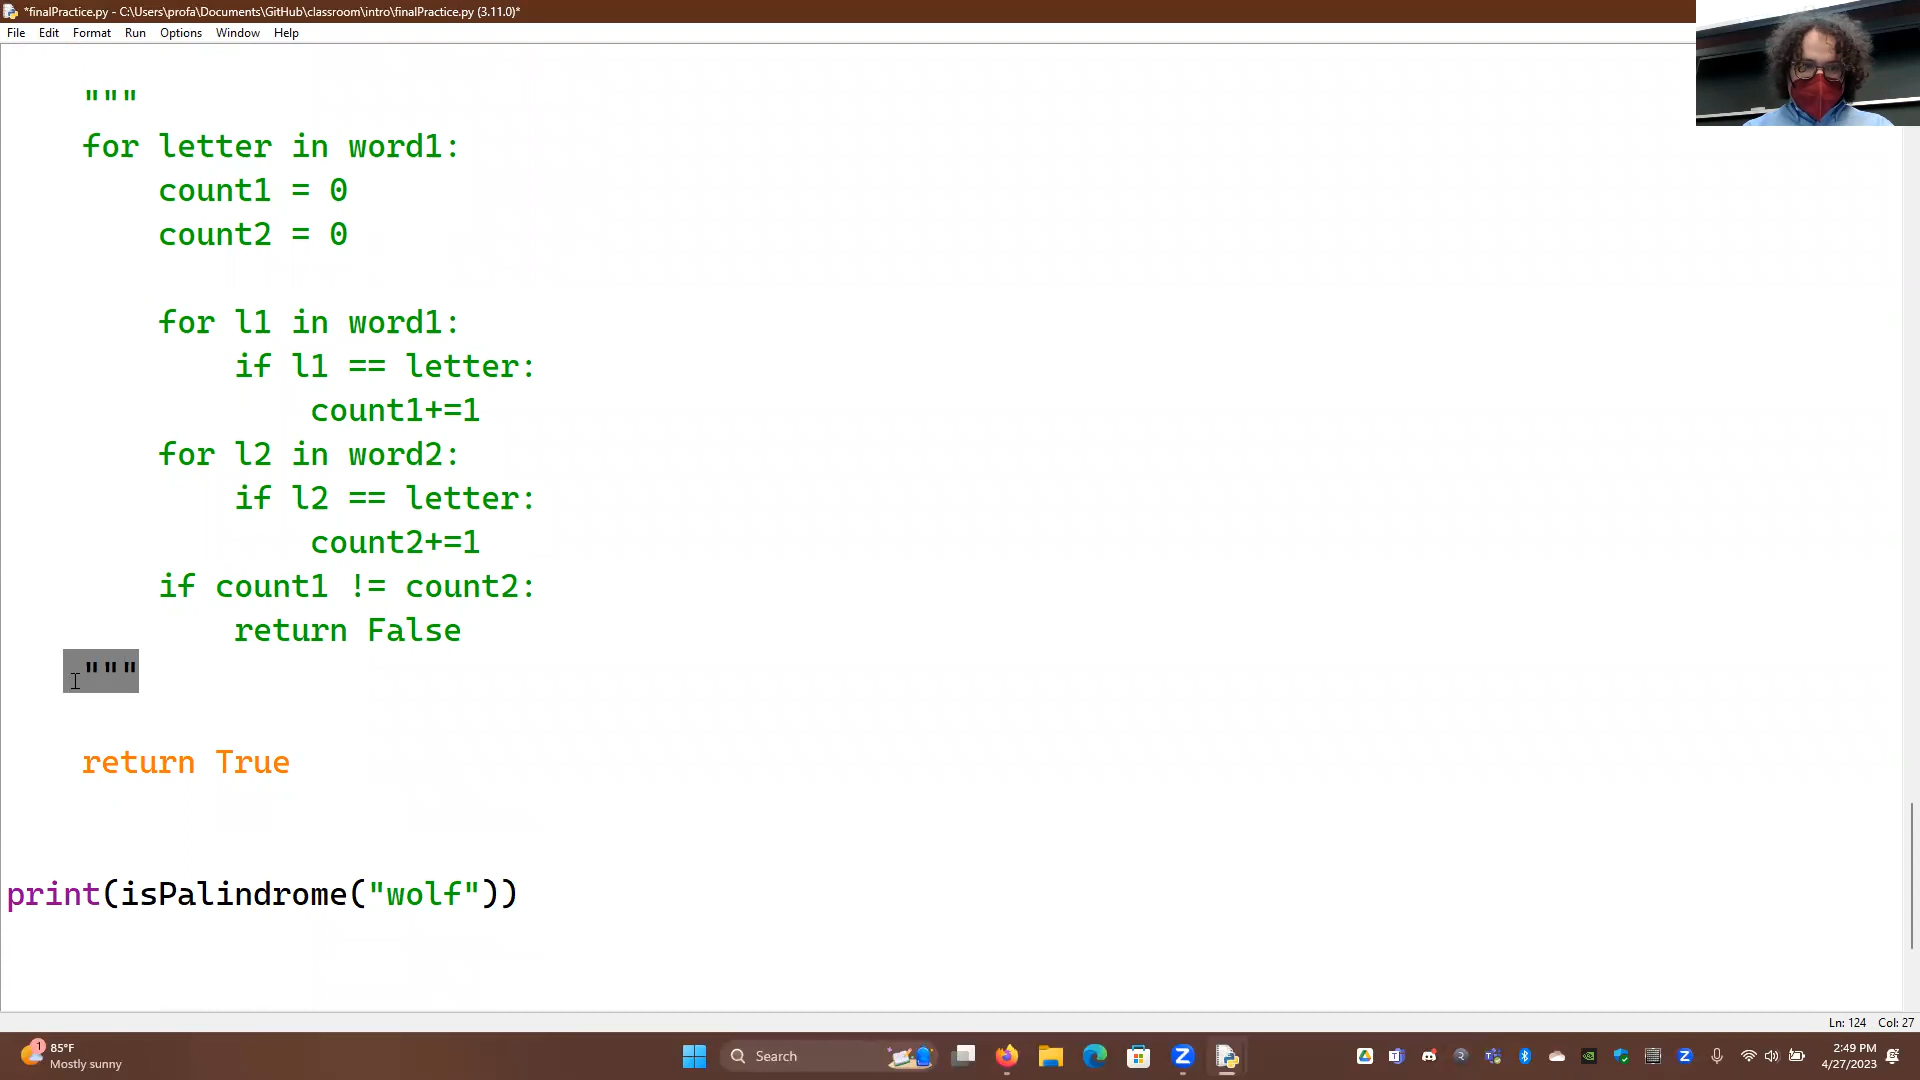 *finalPractice.py - C:\Users\profa\Documents\GitHub\classroom\intro\finalPractice.py (3.11.0)*
File Edit Format Run Options Window Help
"""
for letter in word1:
count1 = 0
count2 = 0
for l1 in word1:
if l1 == letter:
count1+=1
for l2 in word2:
if l2 == letter:
count2+=1
if count1 != count2:
return False
"""
return True
print(isPalindrome("wolf"))
Ln: 124 Col: 27
1
85°F
Mostly sunny
Search
2:49 PM
4/27/2023